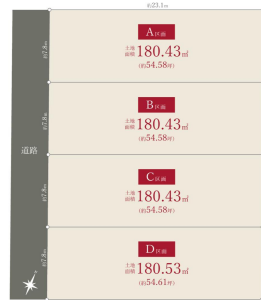 約23.1m
A区画
約7.8m
土地面積 180.43㎡
(約54.58坪)
B区画
約7.8m
土地面積 180.43㎡
(約54.58坪)
道路
C区画
約7.8m
土地面積 180.43㎡
(約54.58坪)
D区画
約7.8m
土地面積 180.53㎡
(約54.61坪)